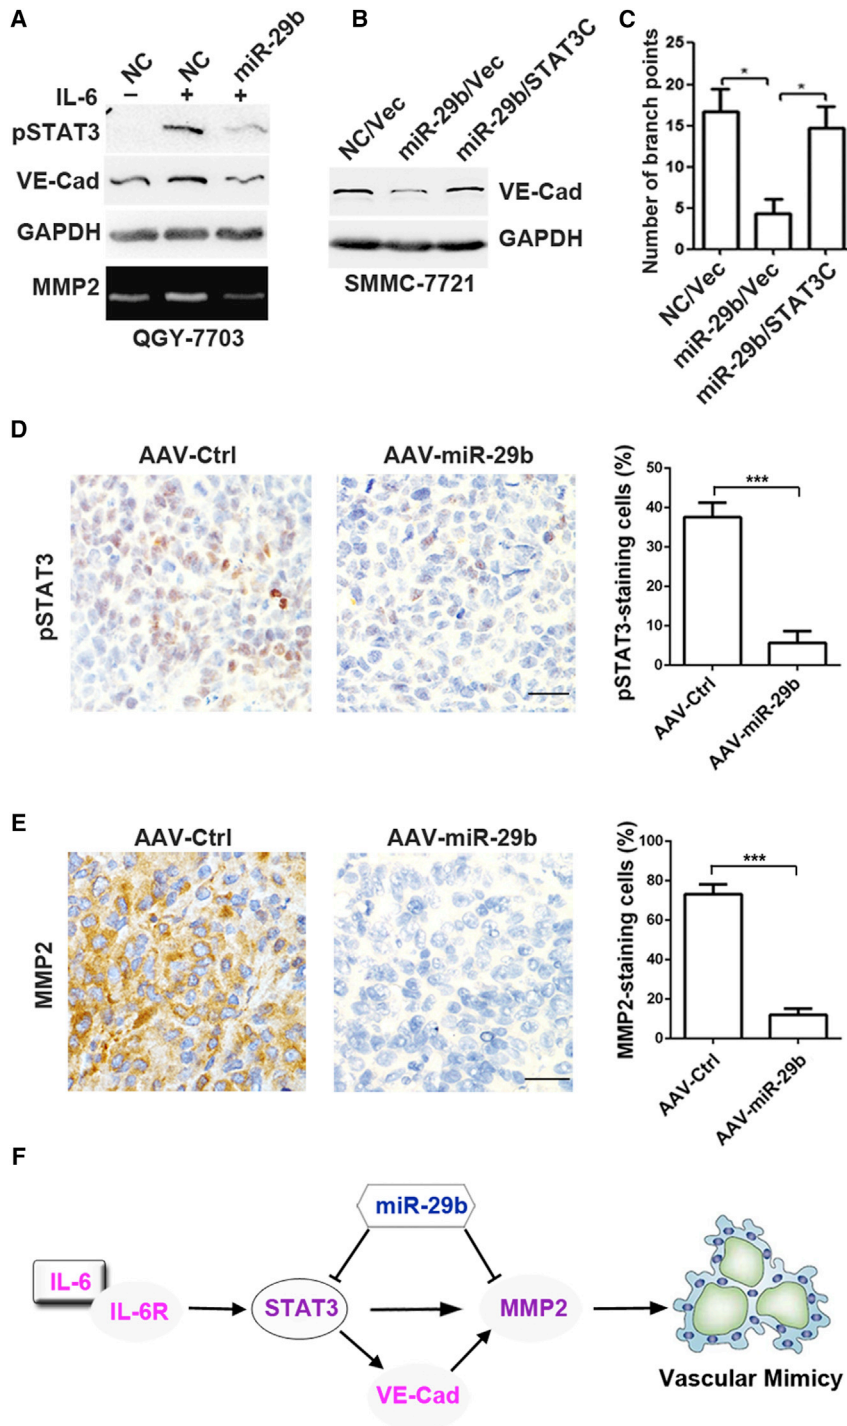 A
NC
NC
miR-29b
IL-6
−
+
+
pSTAT3
VE-Cad
GAPDH
MMP2
QGY-7703
B
NC/Vec
miR-29b/Vec
miR-29b/STAT3C
VE-Cad
GAPDH
SMMC-7721
C
Number of branch points
25
20
15
10
5
0
*
*
NC/Vec
miR-29b/Vec
miR-29b/STAT3C
D
AAV-Ctrl
AAV-miR-29b
pSTAT3
pSTAT3-staining cells (%)
50
40
30
20
10
0
***
AAV-Ctrl
AAV-miR-29b
E
AAV-Ctrl
AAV-miR-29b
MMP2
MMP2-staining cells (%)
100
80
60
40
20
0
***
AAV-Ctrl
AAV-miR-29b
F
miR-29b
IL-6
IL-6R
STAT3
MMP2
VE-Cad
Vascular Mimicy